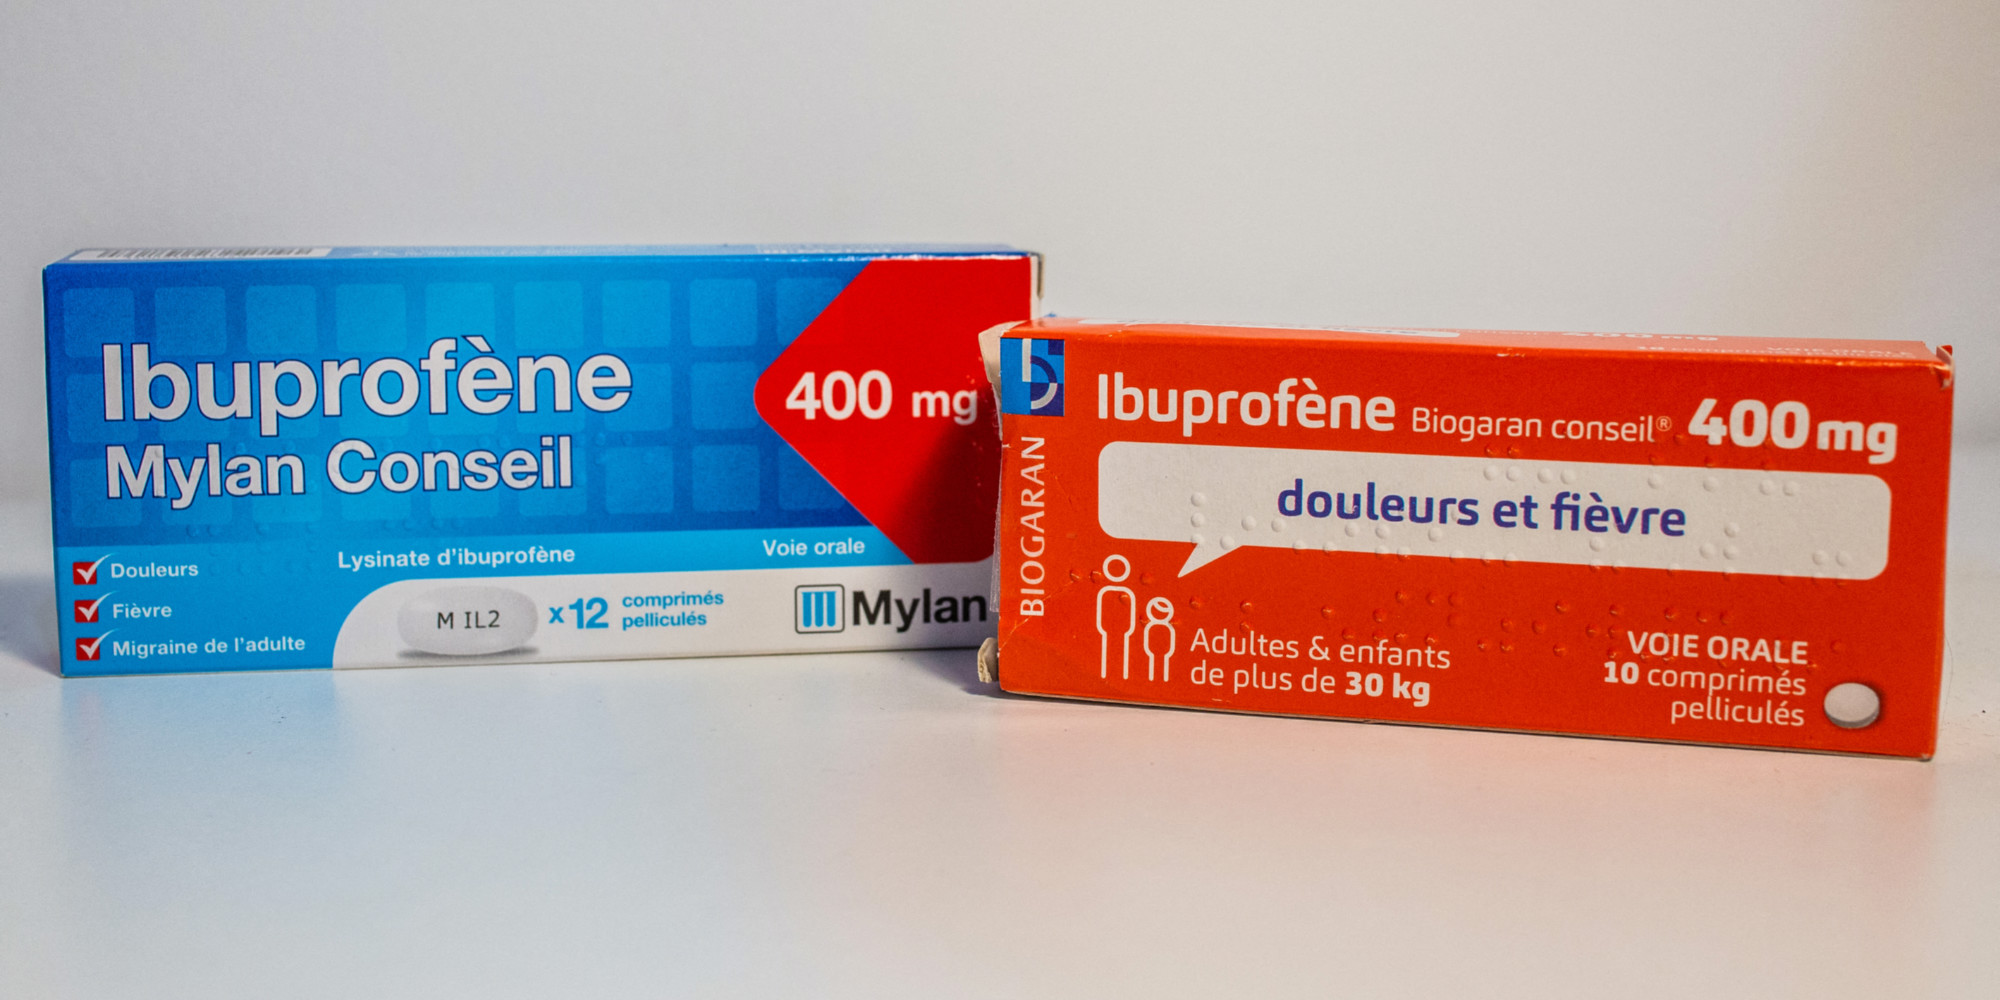 Ibuprofène
Mylan Conseil
400 mg
Douleurs
Fièvre
Migraine de l'adulte
Lysinate d'ibuprofène
Voie orale
M IL2
x12 comprimés
pelliculés
Mylan
BIOGARAN
Ibuprofène Biogaran conseil® 400 mg
douleurs et fièvre
Adultes & enfants
de plus de 30 kg
VOIE ORALE
10 comprimés
pelliculés